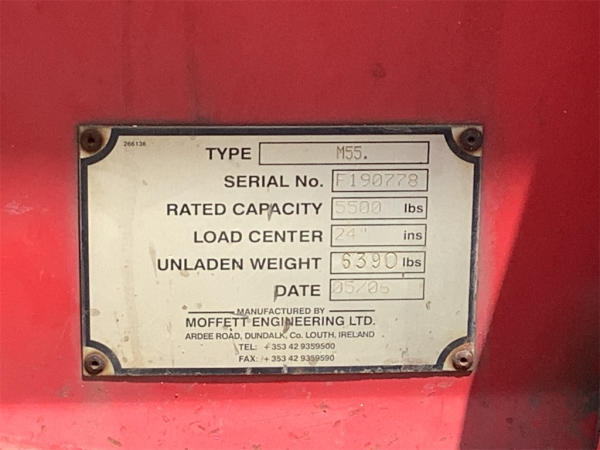 266136
TYPE M55.
SERIAL No. F190778
RATED CAPACITY 5500 lbs
LOAD CENTER 24" ins
UNLADEN WEIGHT 6390 lbs
DATE 05/06
MANUFACTURED BY
MOFFETT ENGINEERING LTD.
ARDEE ROAD, DUNDALK, Co. LOUTH, IRELAND
TEL: +353 42 9359500
FAX: +353 42 9359590